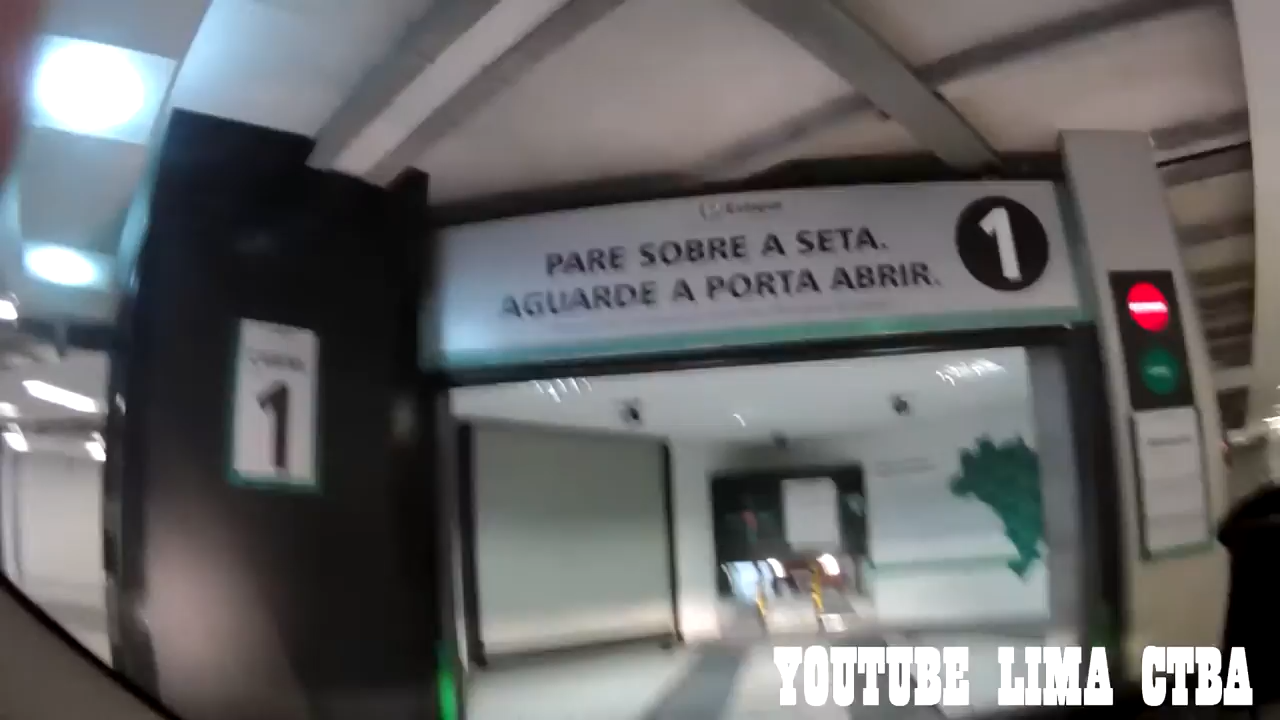 PARE SOBRE A SETA.
AGUARDE A PORTA ABRIR.
1
1
YOUTUBE LIMA CTBA